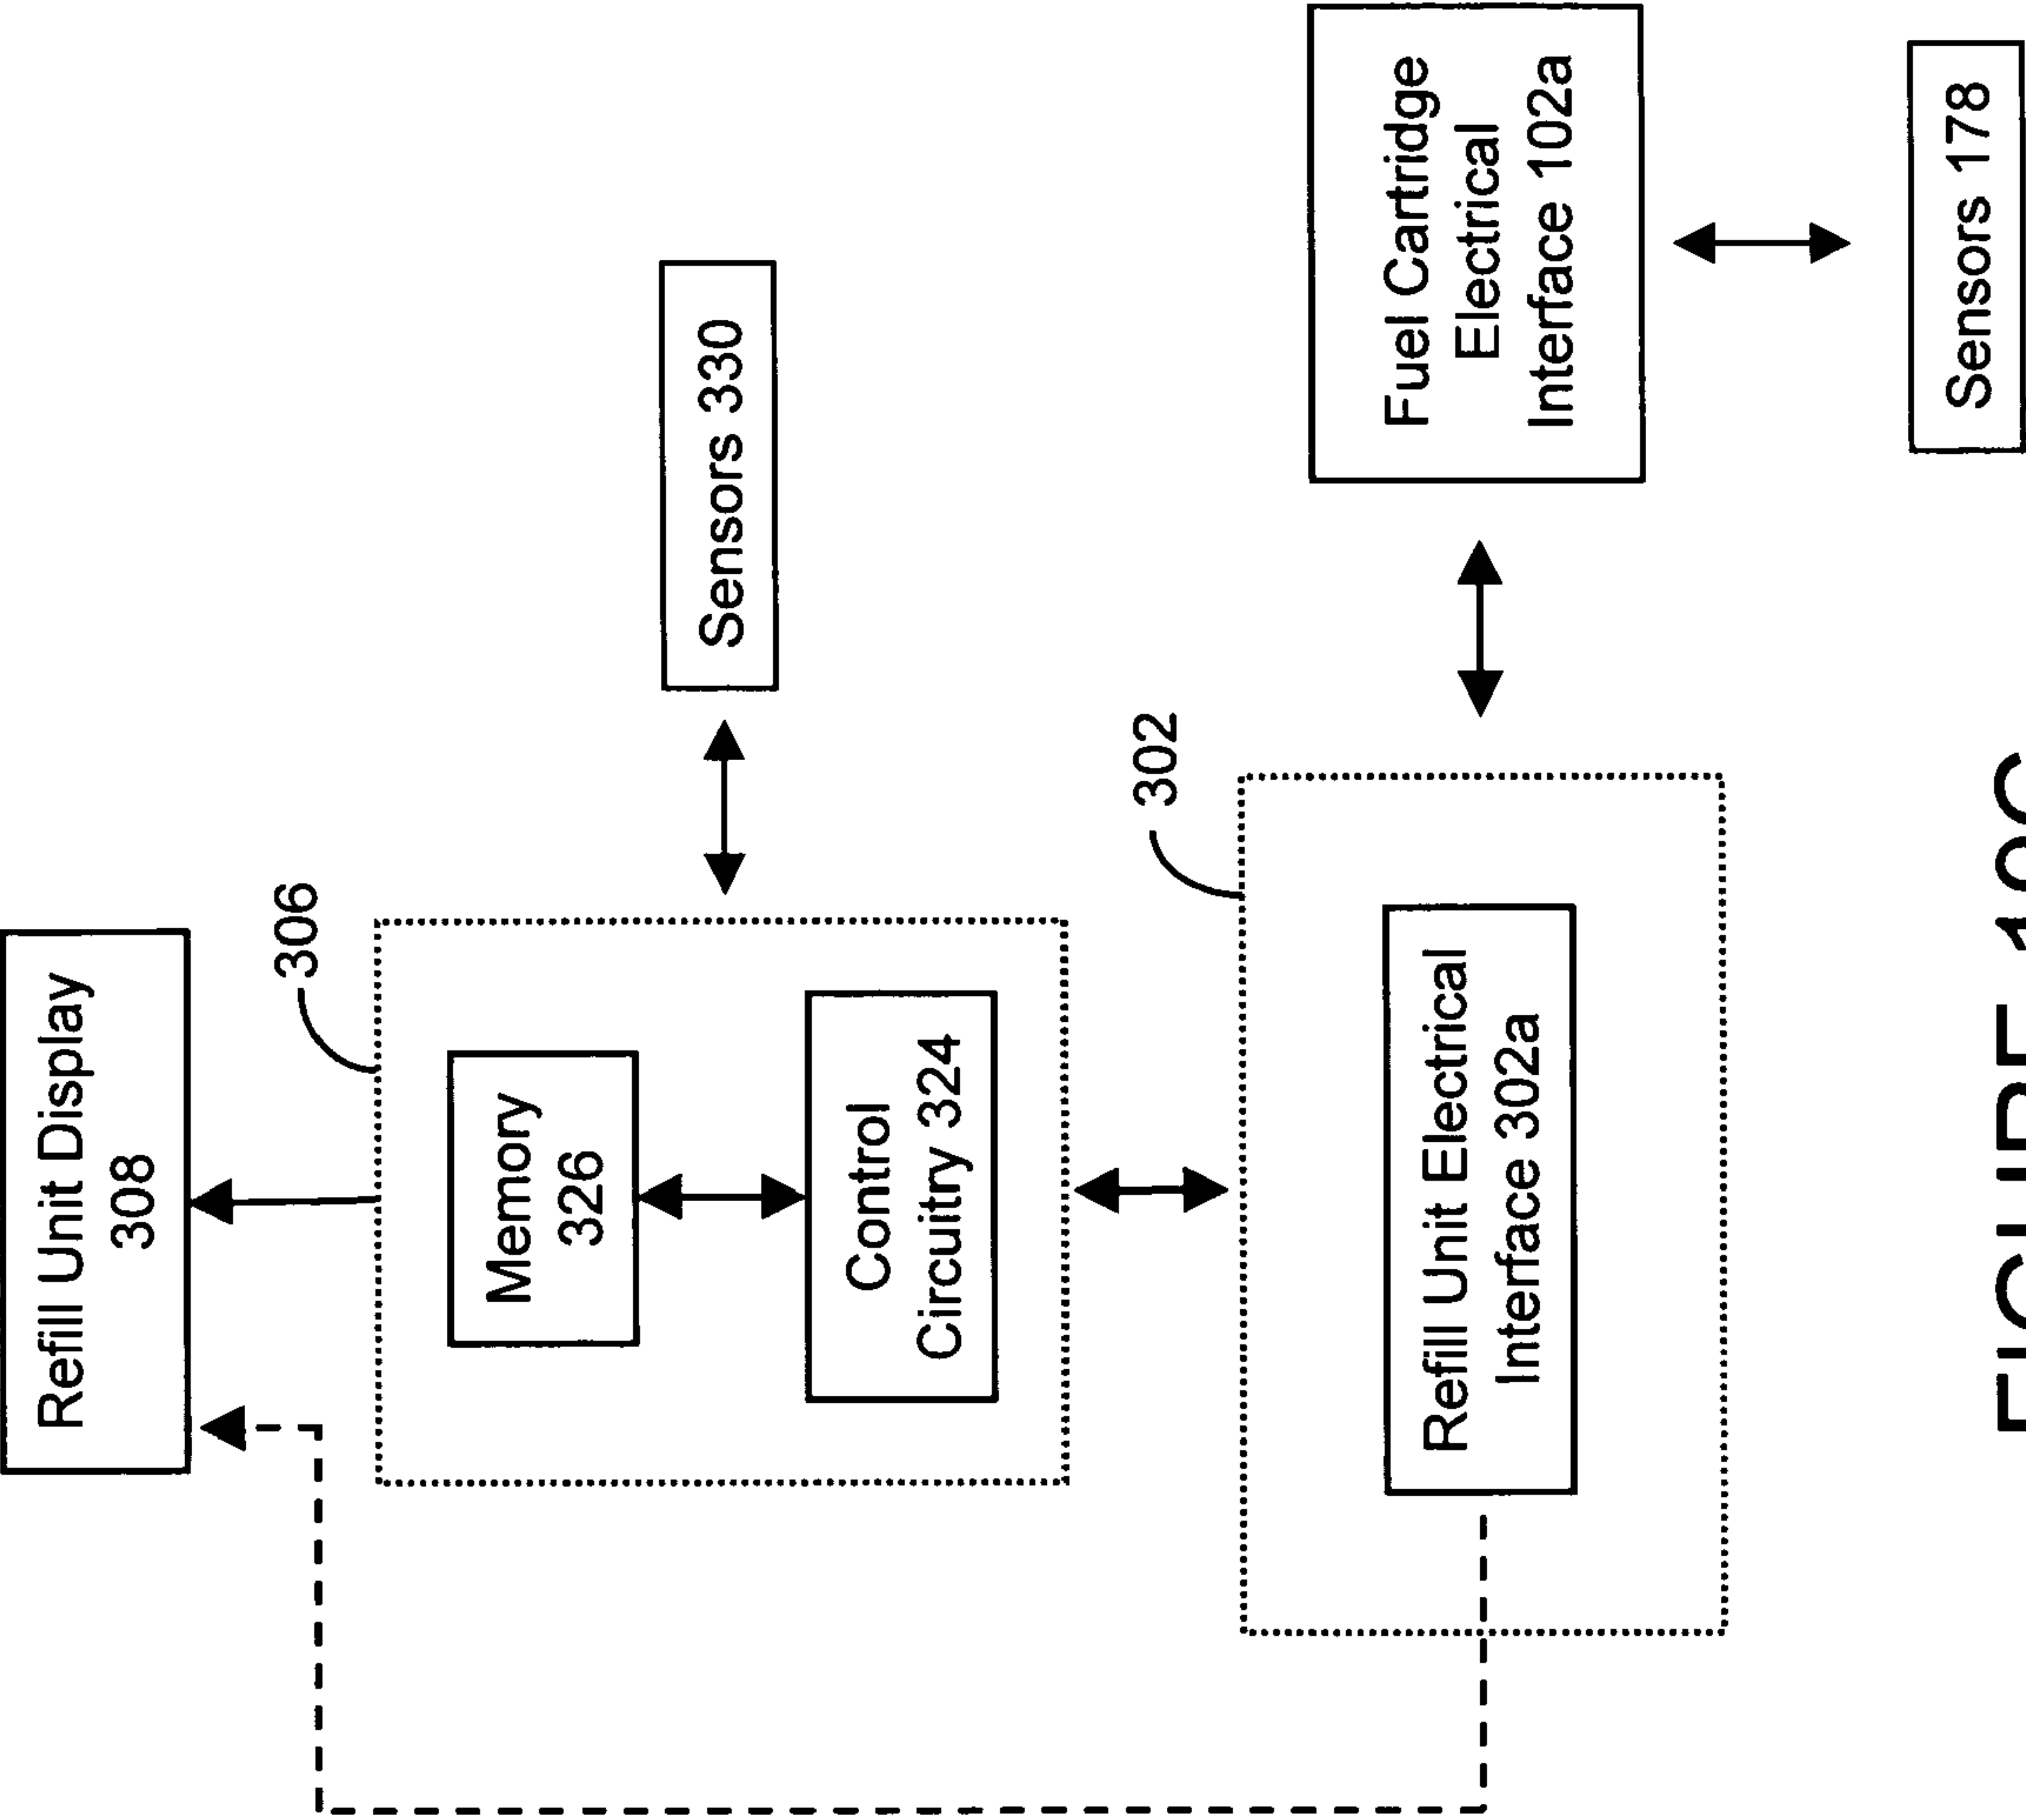 Refill Unit Display
308
306
Memory
326
Sensors 330
Control
Circuitry 324
302
Refill Unit Electrical
Interface 302a
Fuel Cartridge
Electrical
Interface 102a
Sensors 178
FIGURE